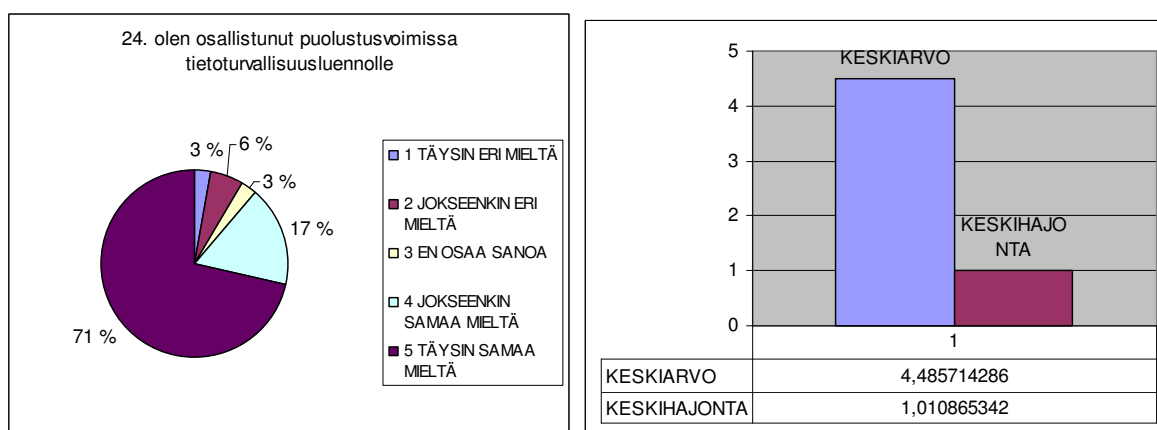 24. olen osallistunut puolustusvoimissa
tietoturvallisuusluennolle
3 %
6 %
3 %
17 %
71 %
1 TÄYSIN ERI MIELTÄ
2 JOKSEENKIN ERI
MIELTÄ
3 EN OSAA SANOA
4 JOKSEENKIN
SAMAA MIELTÄ
5 TÄYSIN SAMAA
MIELTÄ
5
4
3
2
1
0
KESKIARVO
KESKIHAJO
NTA
1
KESKIARVO 4,485714286
KESKIHAJONTA 1,010865342